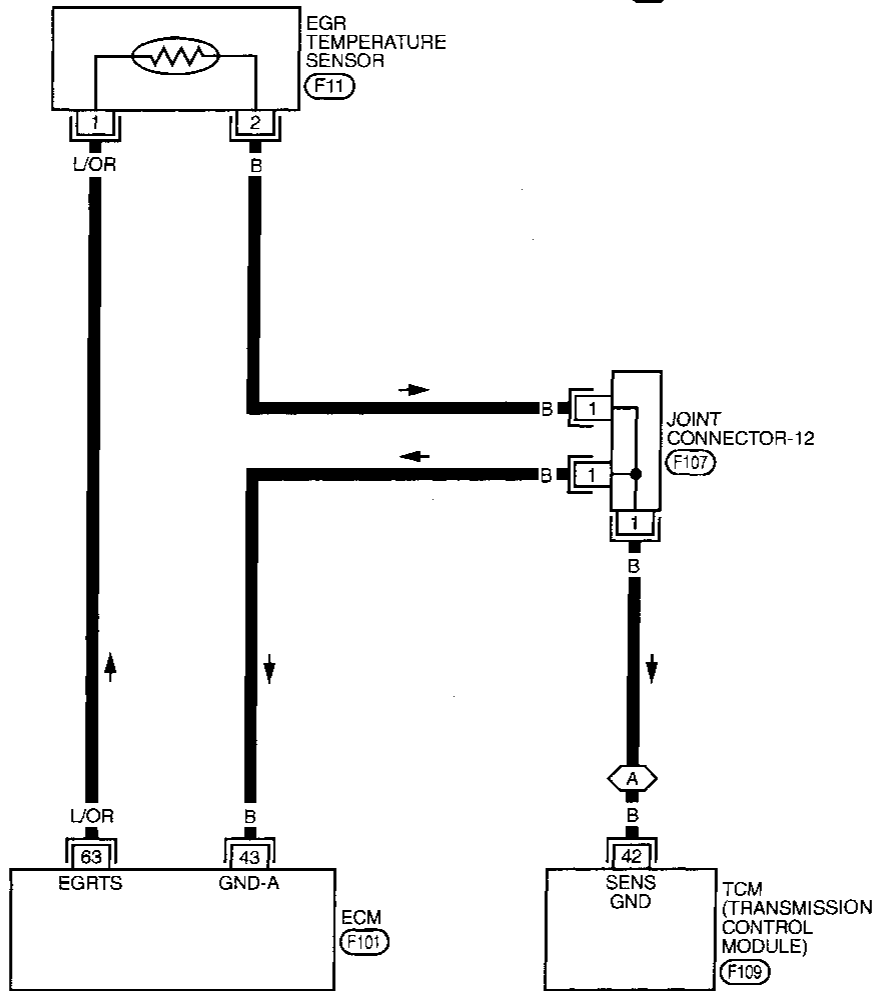 EGR
TEMPERATURE
SENSOR
F11
1
2
L/OR
B
B
1
JOINT
CONNECTOR-12
F107
B
1
1
B
A
L/OR
B
B
63
43
42
EGRTS
GND-A
SENS
GND
ECM
F101
TCM
(TRANSMISSION
CONTROL
MODULE)
F109